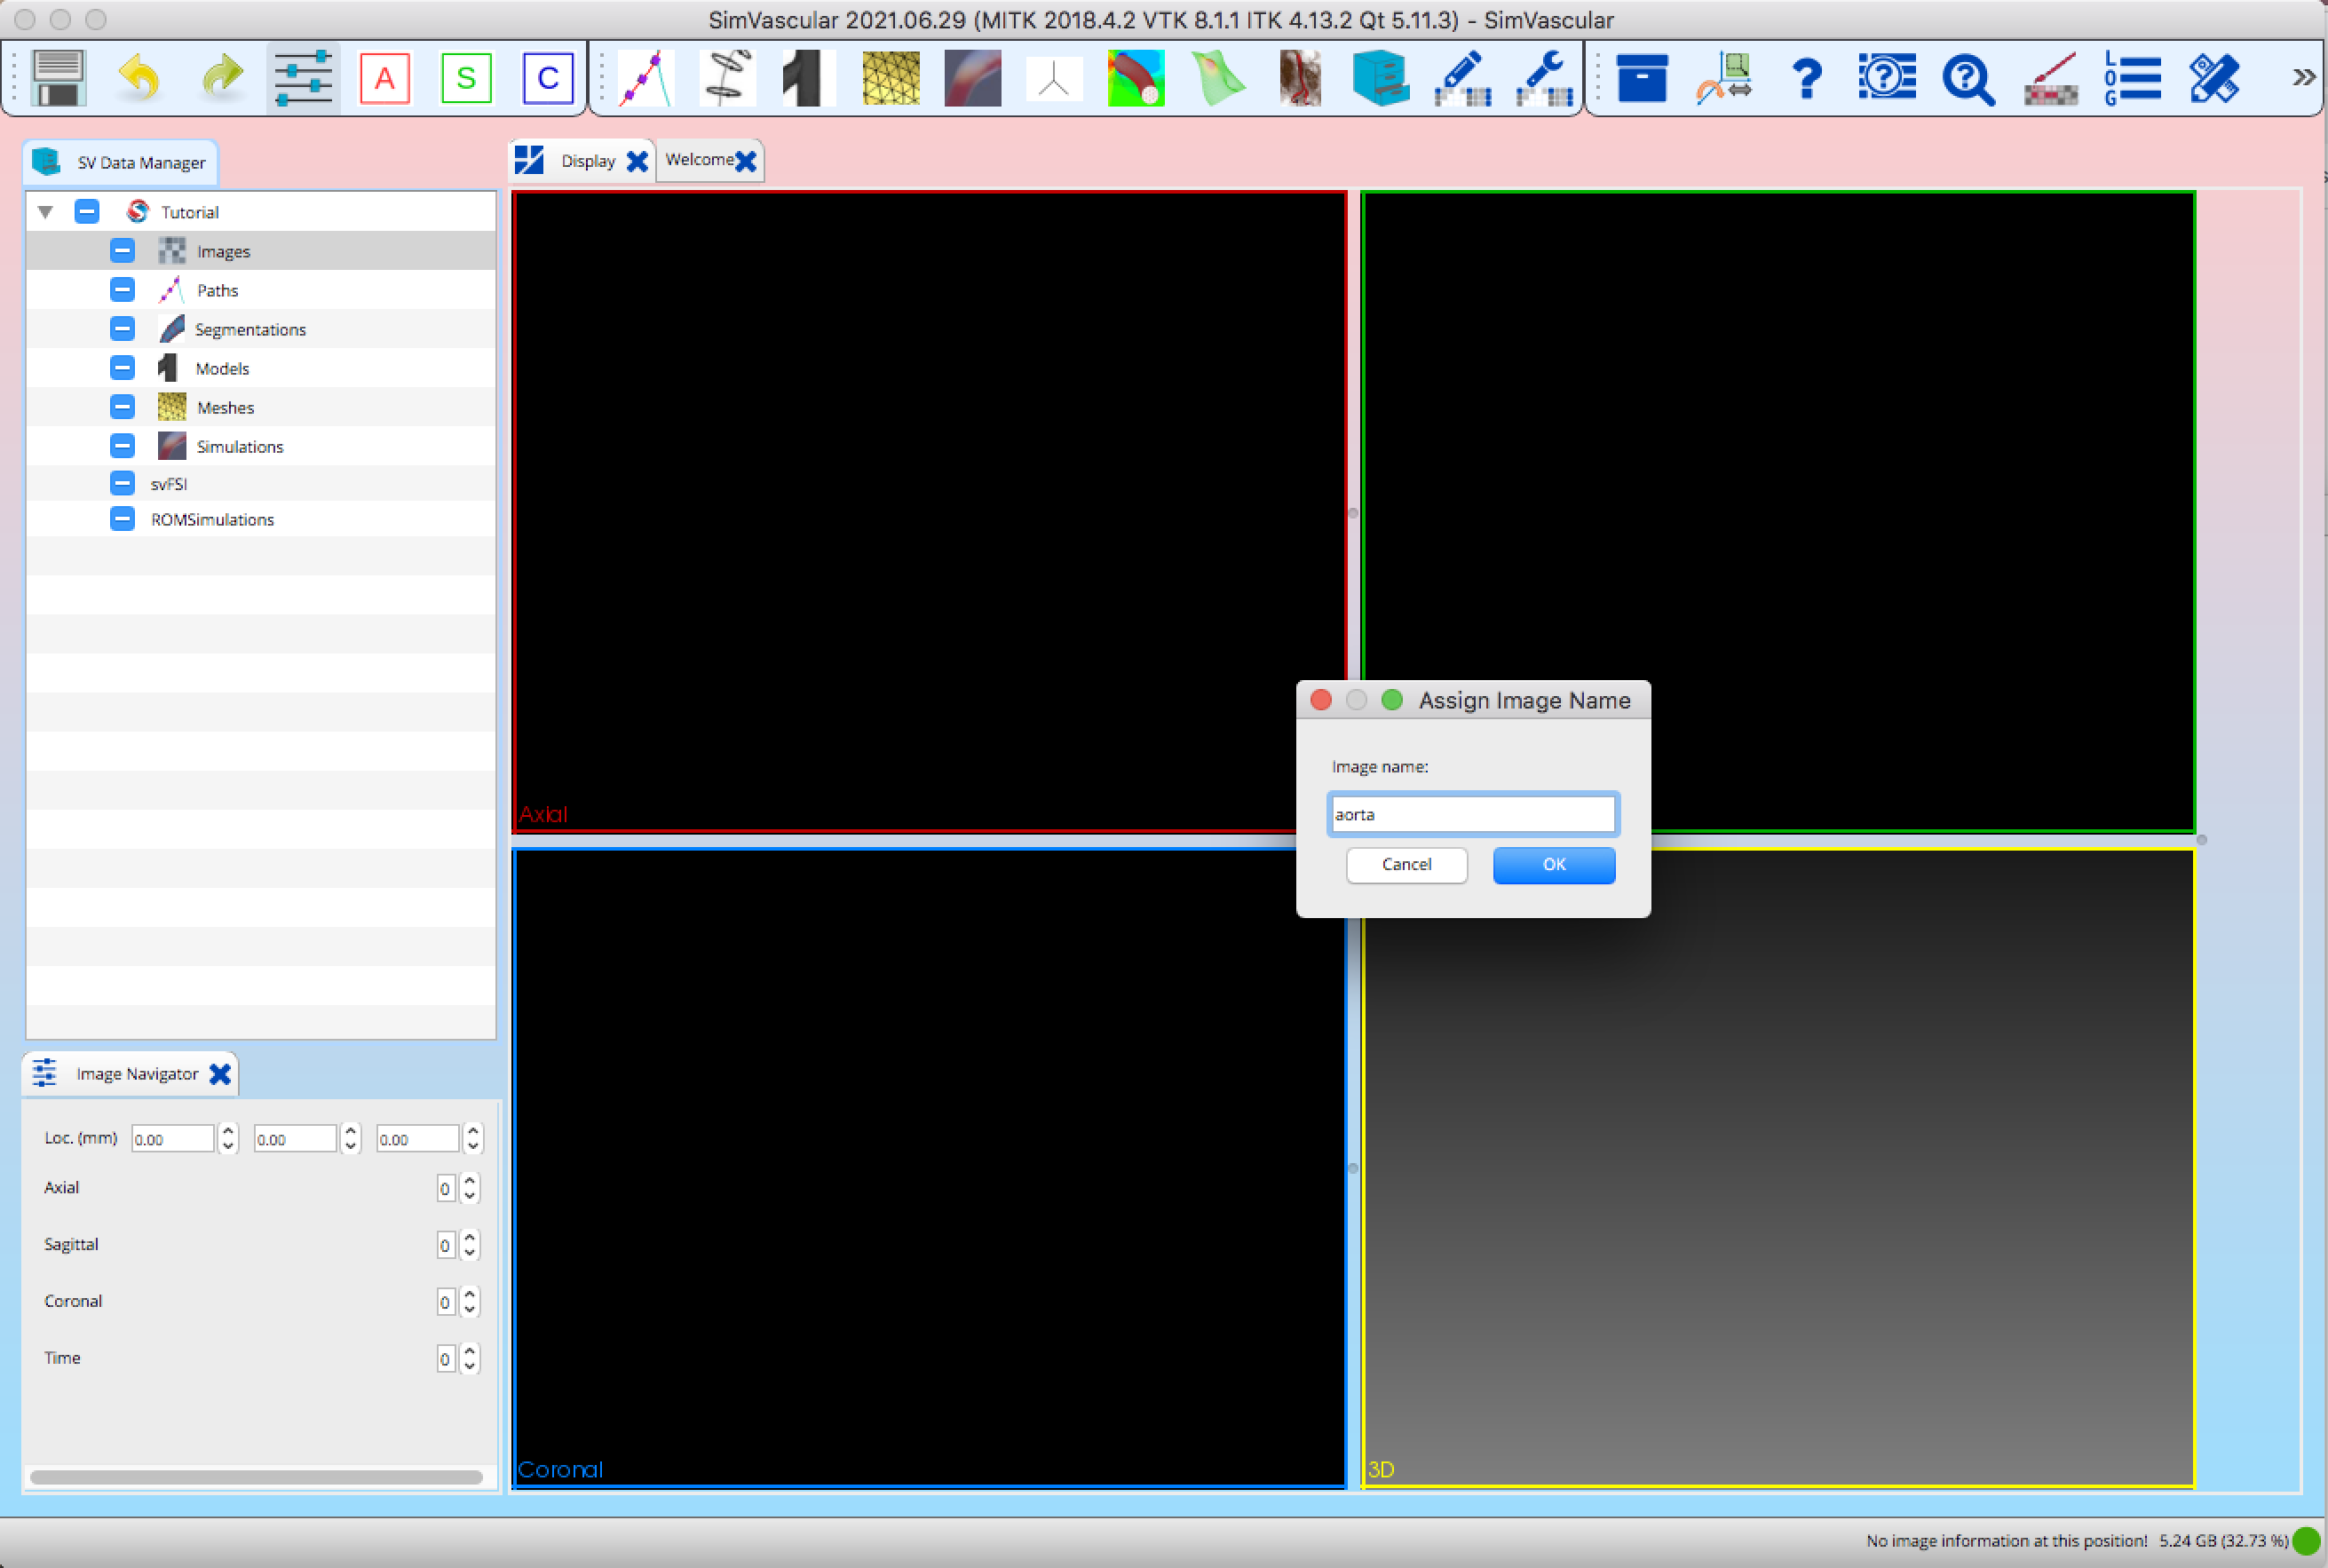 SimVascular 2021.06.29 (MITK 2018.4.2 VTK 8.1.1 ITK 4.13.2 Qt 5.11.3) - SimVascular
A S C ? ? ? LOG »
SV Data Manager
Display
Welcome
Tutorial
Images
Paths
Segmentations
Models
Meshes
Simulations
svFSI
ROMSimulations
Axial
Assign Image Name
Image name:
aorta
Cancel OK
Image Navigator
Loc. (mm) 0.00 0.00 0.00
Axial 0
Sagittal 0
Coronal 0
Time 0
Coronal
3D
No image information at this position! 5.24 GB (32.73 %)